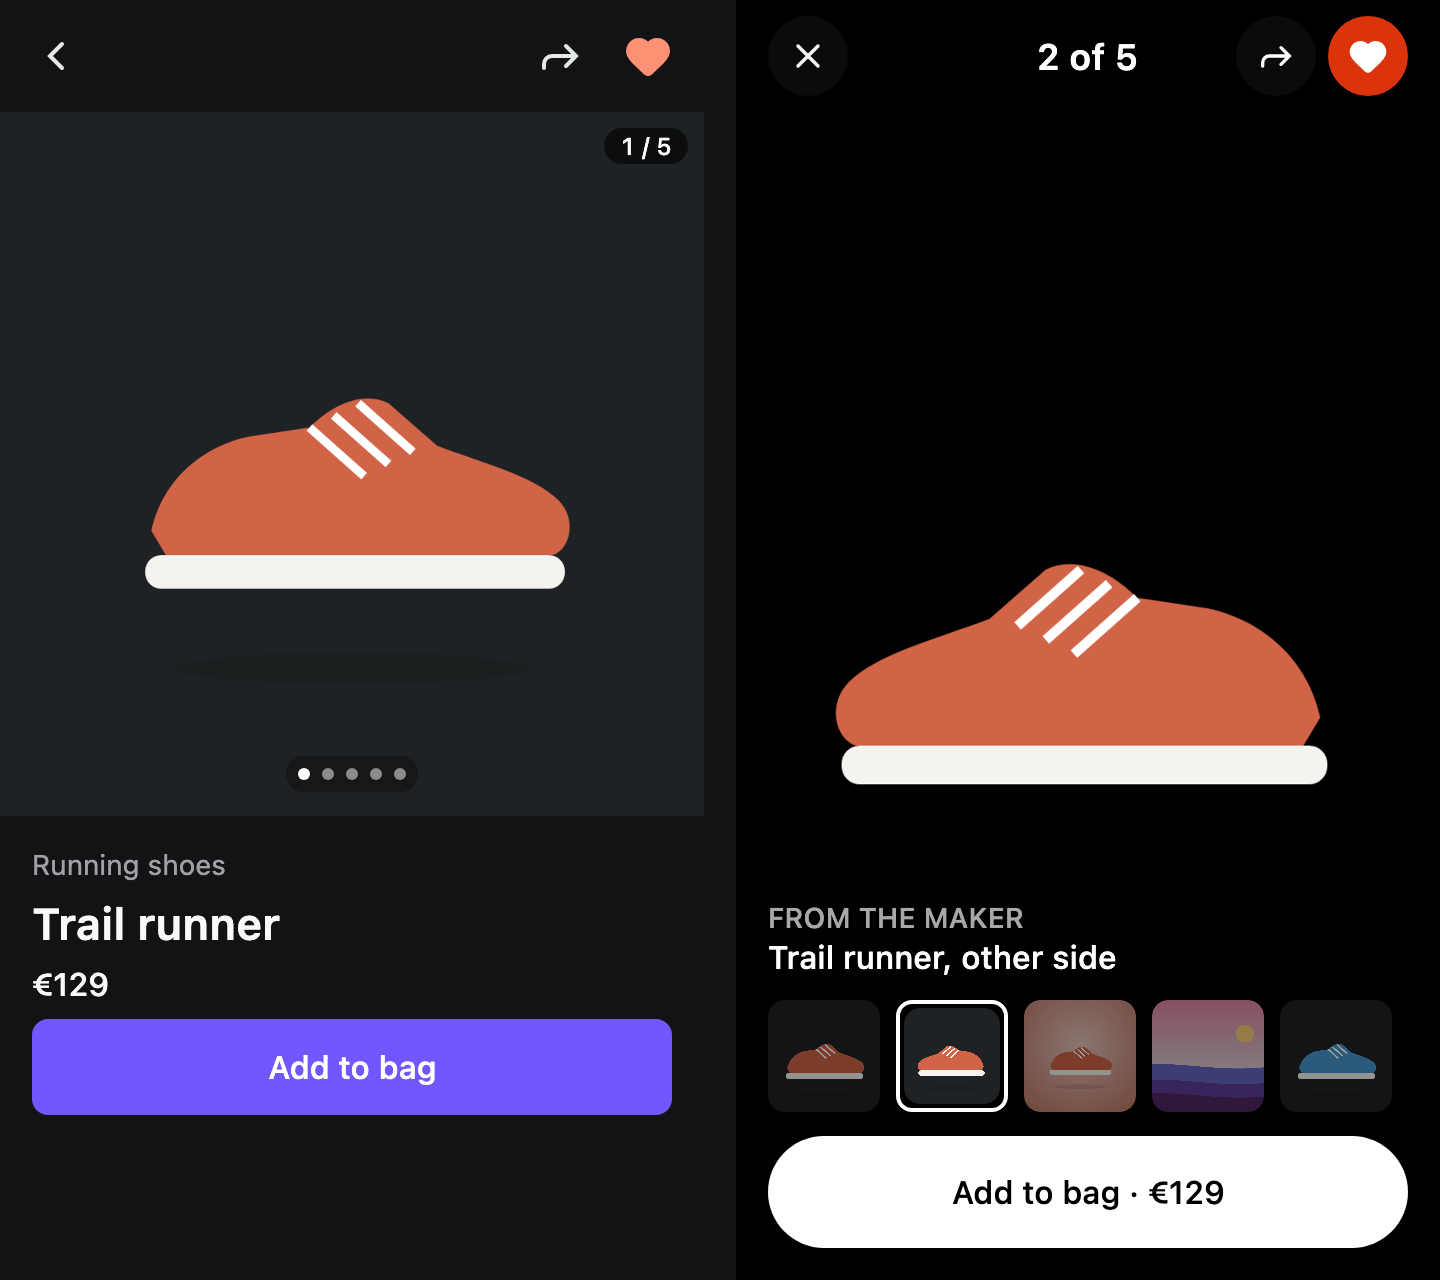 1 / 5
Running shoes
Trail runner
€129
Add to bag
2 of 5
FROM THE MAKER
Trail runner, other side
Add to bag · €129